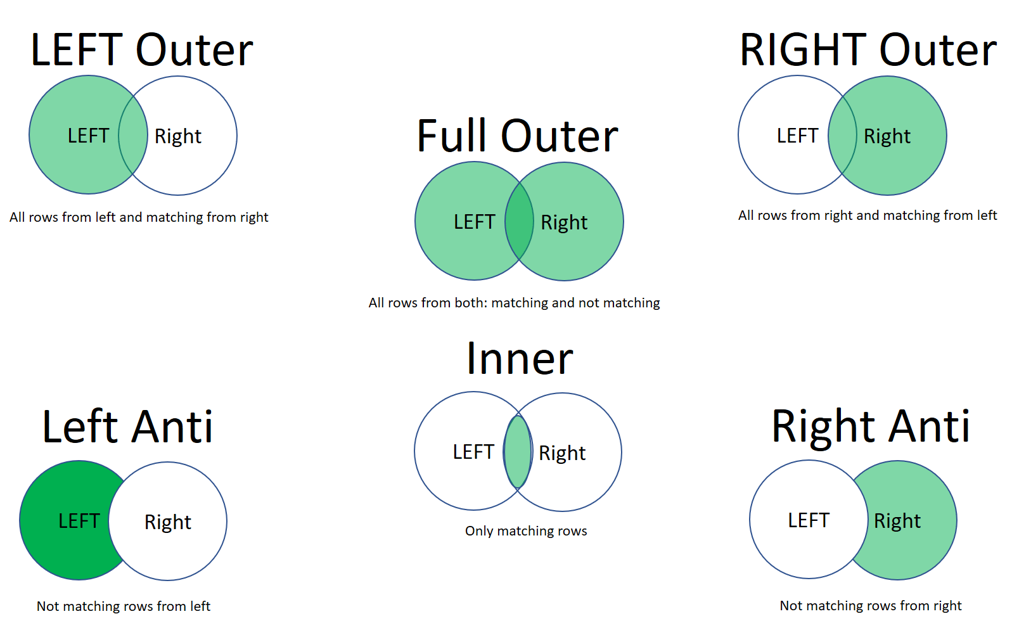 LEFT Outer
LEFT Right
All rows from left and matching from right
Full Outer
LEFT Right
All rows from both: matching and not matching
RIGHT Outer
LEFT Right
All rows from right and matching from left
Left Anti
LEFT Right
Not matching rows from left
Inner
LEFT Right
Only matching rows
Right Anti
LEFT Right
Not matching rows from right